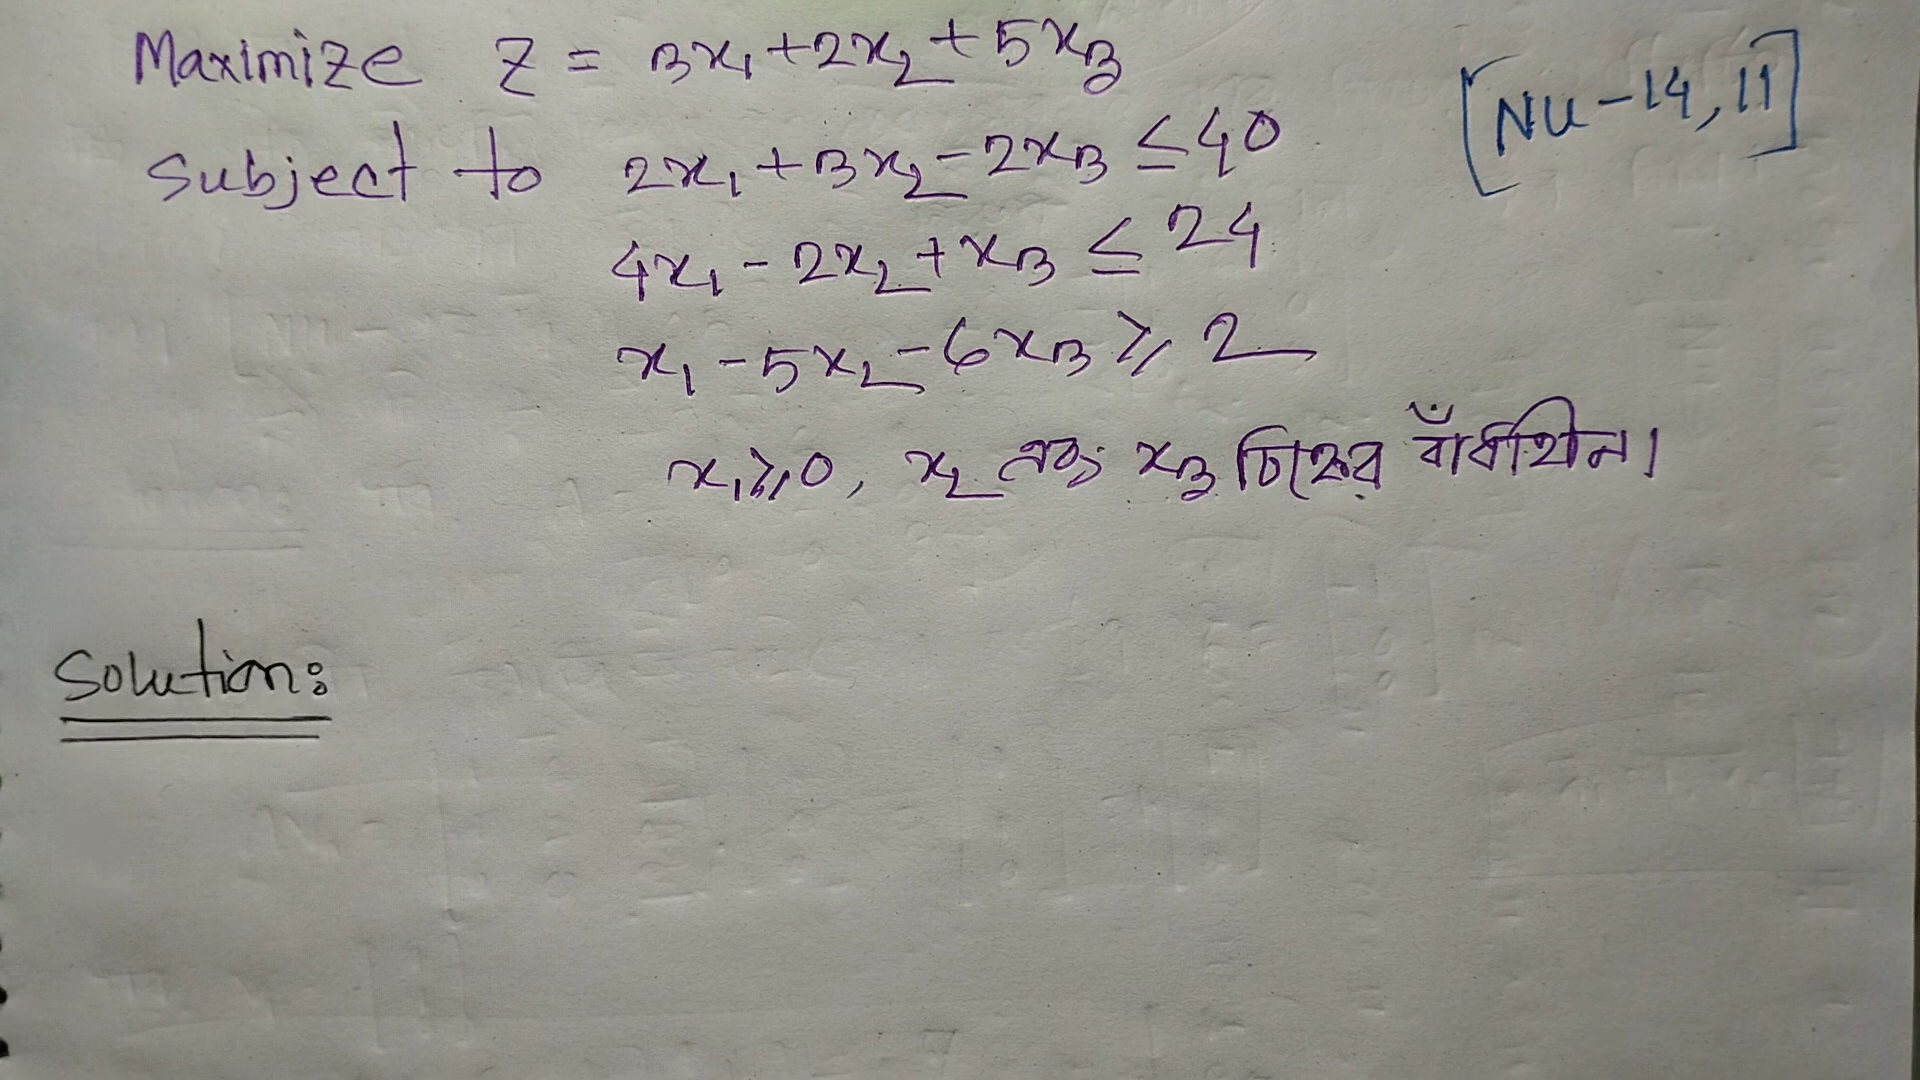 Maximize Z = 3x₁+2x₂+5x₃
[NU-14,11]
Subject to 2x₁+3x₂-2x₃≤40
4x₁-2x₂+x₃≤24
x₁-5x₂-6x₃≥2
x₁≥0, x₂ এবং x₃ চিহ্নের বাঁধাহীন।
Solution: